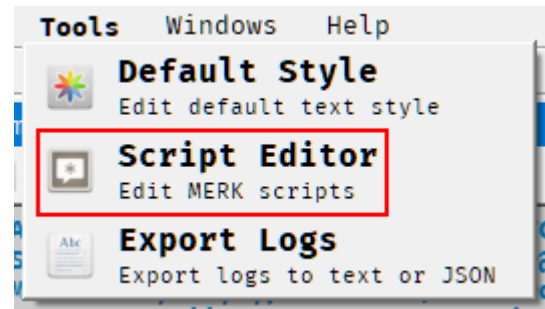 Tools Windows Help
Default Style
Edit default text style
Script Editor
Edit MERK scripts
Abc
Export Logs
Export logs to text or JSON